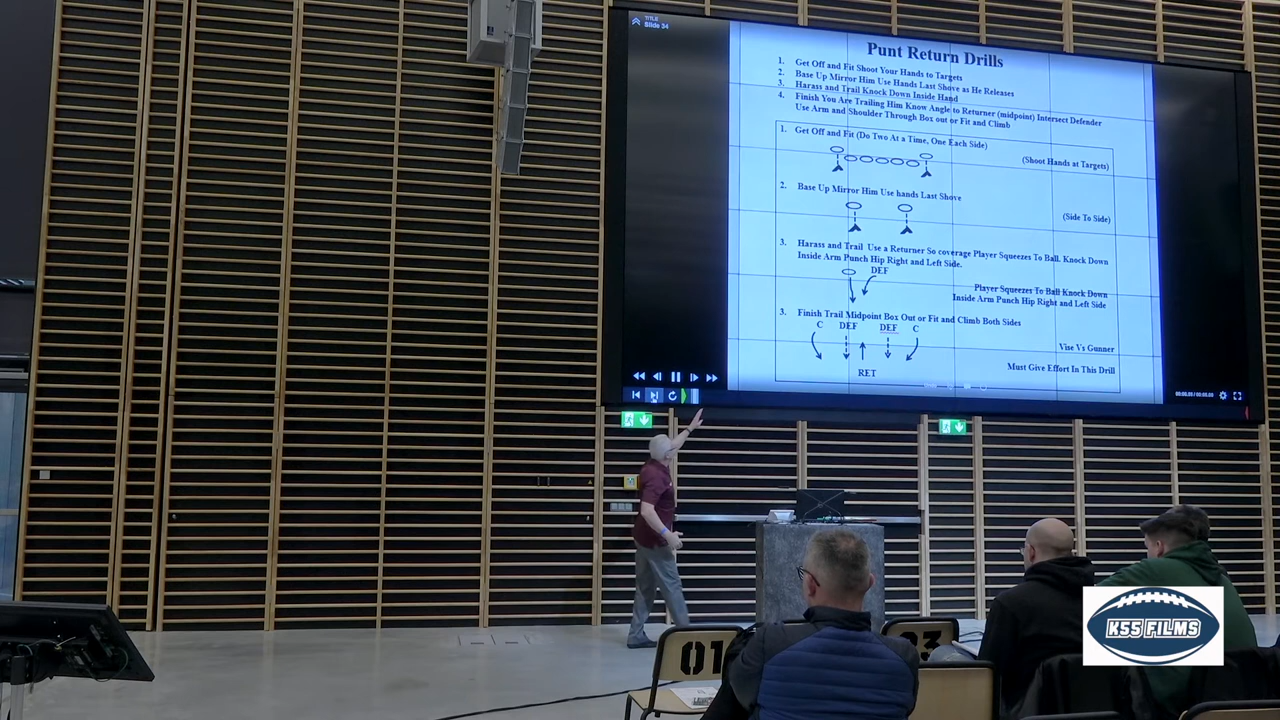 TITLE
Slide 34
Punt Return Drills
1. Get Off and Fit Shoot Your Hands to Targets
2. Base Up Mirror Him Use Hands Last Shove as He Releases
3. Harass and Trail Knock Down Inside Hand
4. Finish You Are Trailing Him Know Angle to Returner (midpoint) Intersect Defender
Use Arm and Shoulder Through Box out or Fit and Climb
1. Get Off and Fit (Do Two At a Time, One Each Side)
(Shoot Hands at Targets)
2. Base Up Mirror Him Use hands Last Shove
(Side To Side)
3. Harass and Trail Use a Returner So coverage Player Squeezes To Ball. Knock Down
Inside Arm Punch Hip Right and Left Side.
DEF
Player Squeezes To Ball Knock Down
Inside Arm Punch Hip Right and Left Side
3. Finish Trail Midpoint Box Out or Fit and Climb Both Sides
C DEF DEF C
Vise Vs Gunner
RET
Must Give Effort In This Drill
01
03
KSS FILMS